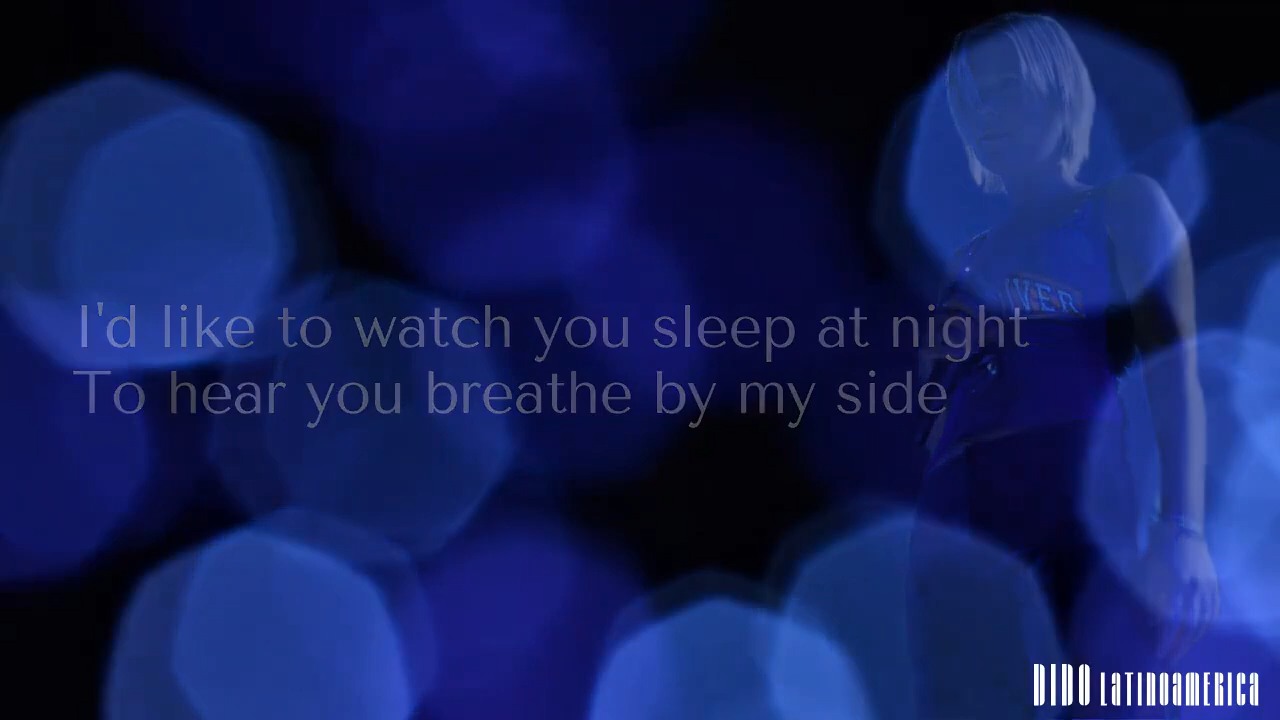 I'd like to watch you sleep at night
To hear you breathe by my side
DIDO LATINOAMERICA